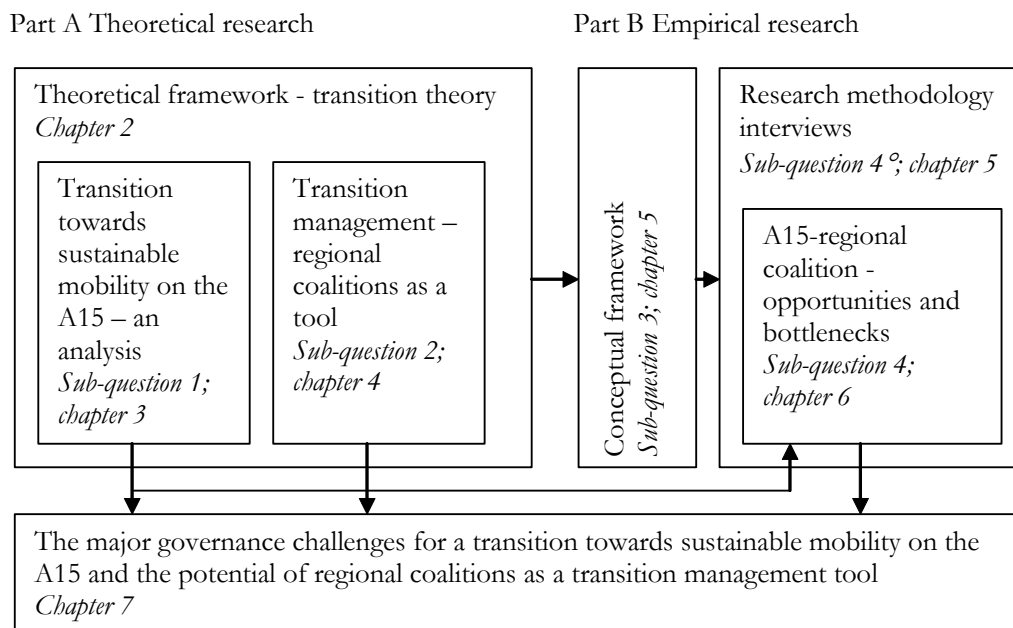 Part A Theoretical research
Part B Empirical research
Theoretical framework - transition theory
Chapter 2
Transition
towards
sustainable
mobility on the
A15 – an
analysis
Sub-question 1;
chapter 3
Transition
management –
regional
coalitions as a
tool
Sub-question 2;
chapter 4
Conceptual framework
Sub-question 3; chapter 5
Research methodology
interviews
Sub-question 4°; chapter 5
A15-regional
coalition -
opportunities and
bottlenecks
Sub-question 4;
chapter 6
The major governance challenges for a transition towards sustainable mobility on the
A15 and the potential of regional coalitions as a transition management tool
Chapter 7